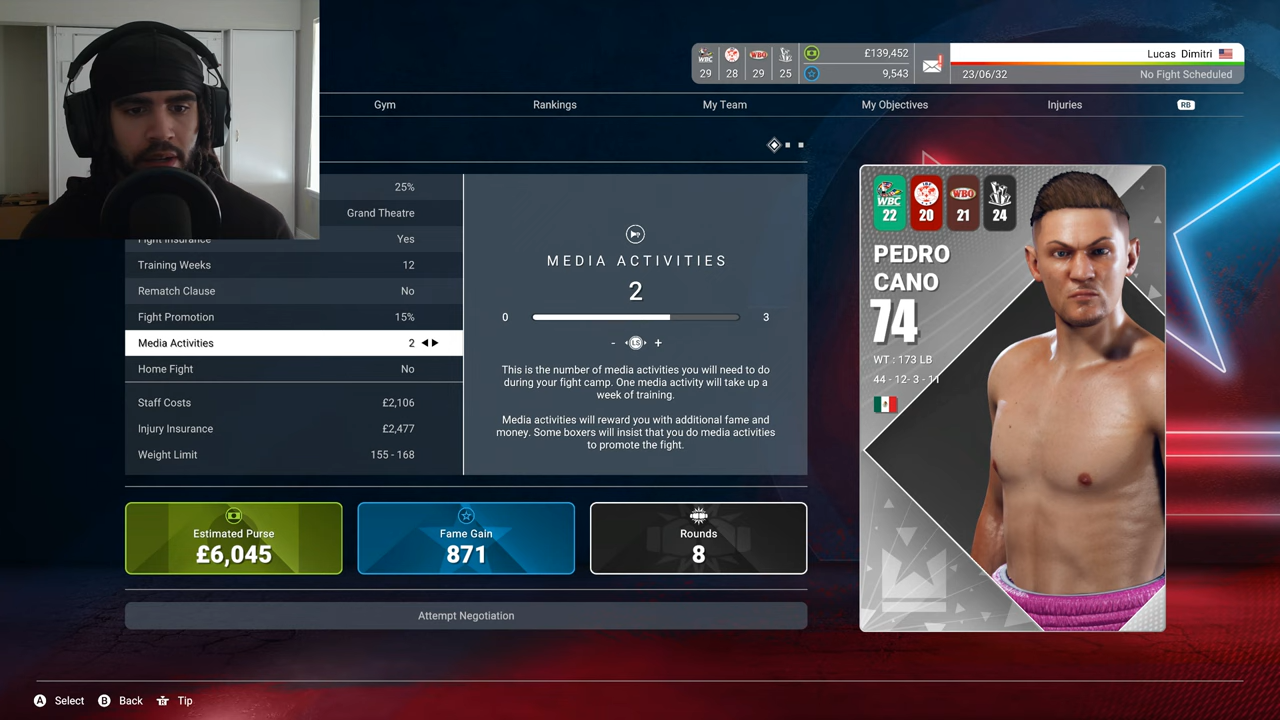 WBC
WBO
29
28
29
25
£139,452
9,543
Lucas Dimitri
23/06/32
No Fight Scheduled
Gym
Rankings
My Team
My Objectives
Injuries
RB
25%
Grand Theatre
Fight Insurance Yes
Training Weeks 12
Rematch Clause No
Fight Promotion 15%
Media Activities 2
Home Fight No
Staff Costs £2,106
Injury Insurance £2,477
Weight Limit 155 - 168
MEDIA ACTIVITIES
2
0
3
- LS +
This is the number of media activities you will need to do
during your fight camp. One media activity will take up a
week of training.
Media activities will reward you with additional fame and
money. Some boxers will insist that you do media activities
to promote the fight.
Estimated Purse
£6,045
Fame Gain
871
Rounds
8
Attempt Negotiation
WBC
22
20
WBO
21
24
PEDRO
CANO
74
WT : 173 LB
44 - 12- 3 - 11
A Select
B Back
Tip